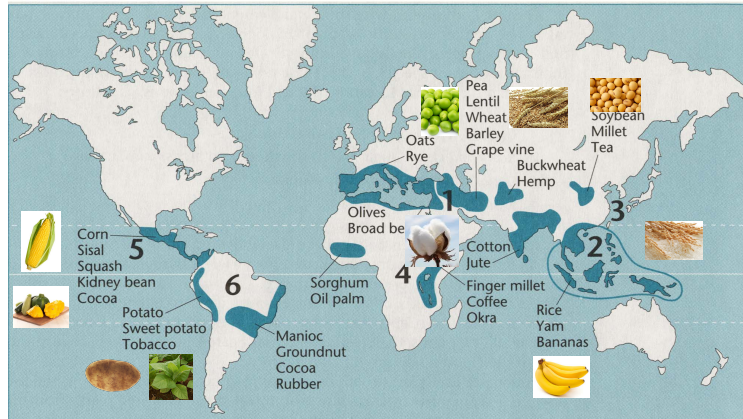 Pea
Lentil
Wheat
Barley
Grape vine
Soybean
Millet
Tea
Oats
Rye
Buckwheat
Hemp
1
3
Olives
Broad be
Corn
Sisal
Squash
Kidney bean
Cocoa
5
Cotton
Jute
2
4
6
Sorghum
Oil palm
Finger millet
Coffee
Okra
Potato
Sweet potato
Tobacco
Rice
Yam
Bananas
Manioc
Groundnut
Cocoa
Rubber